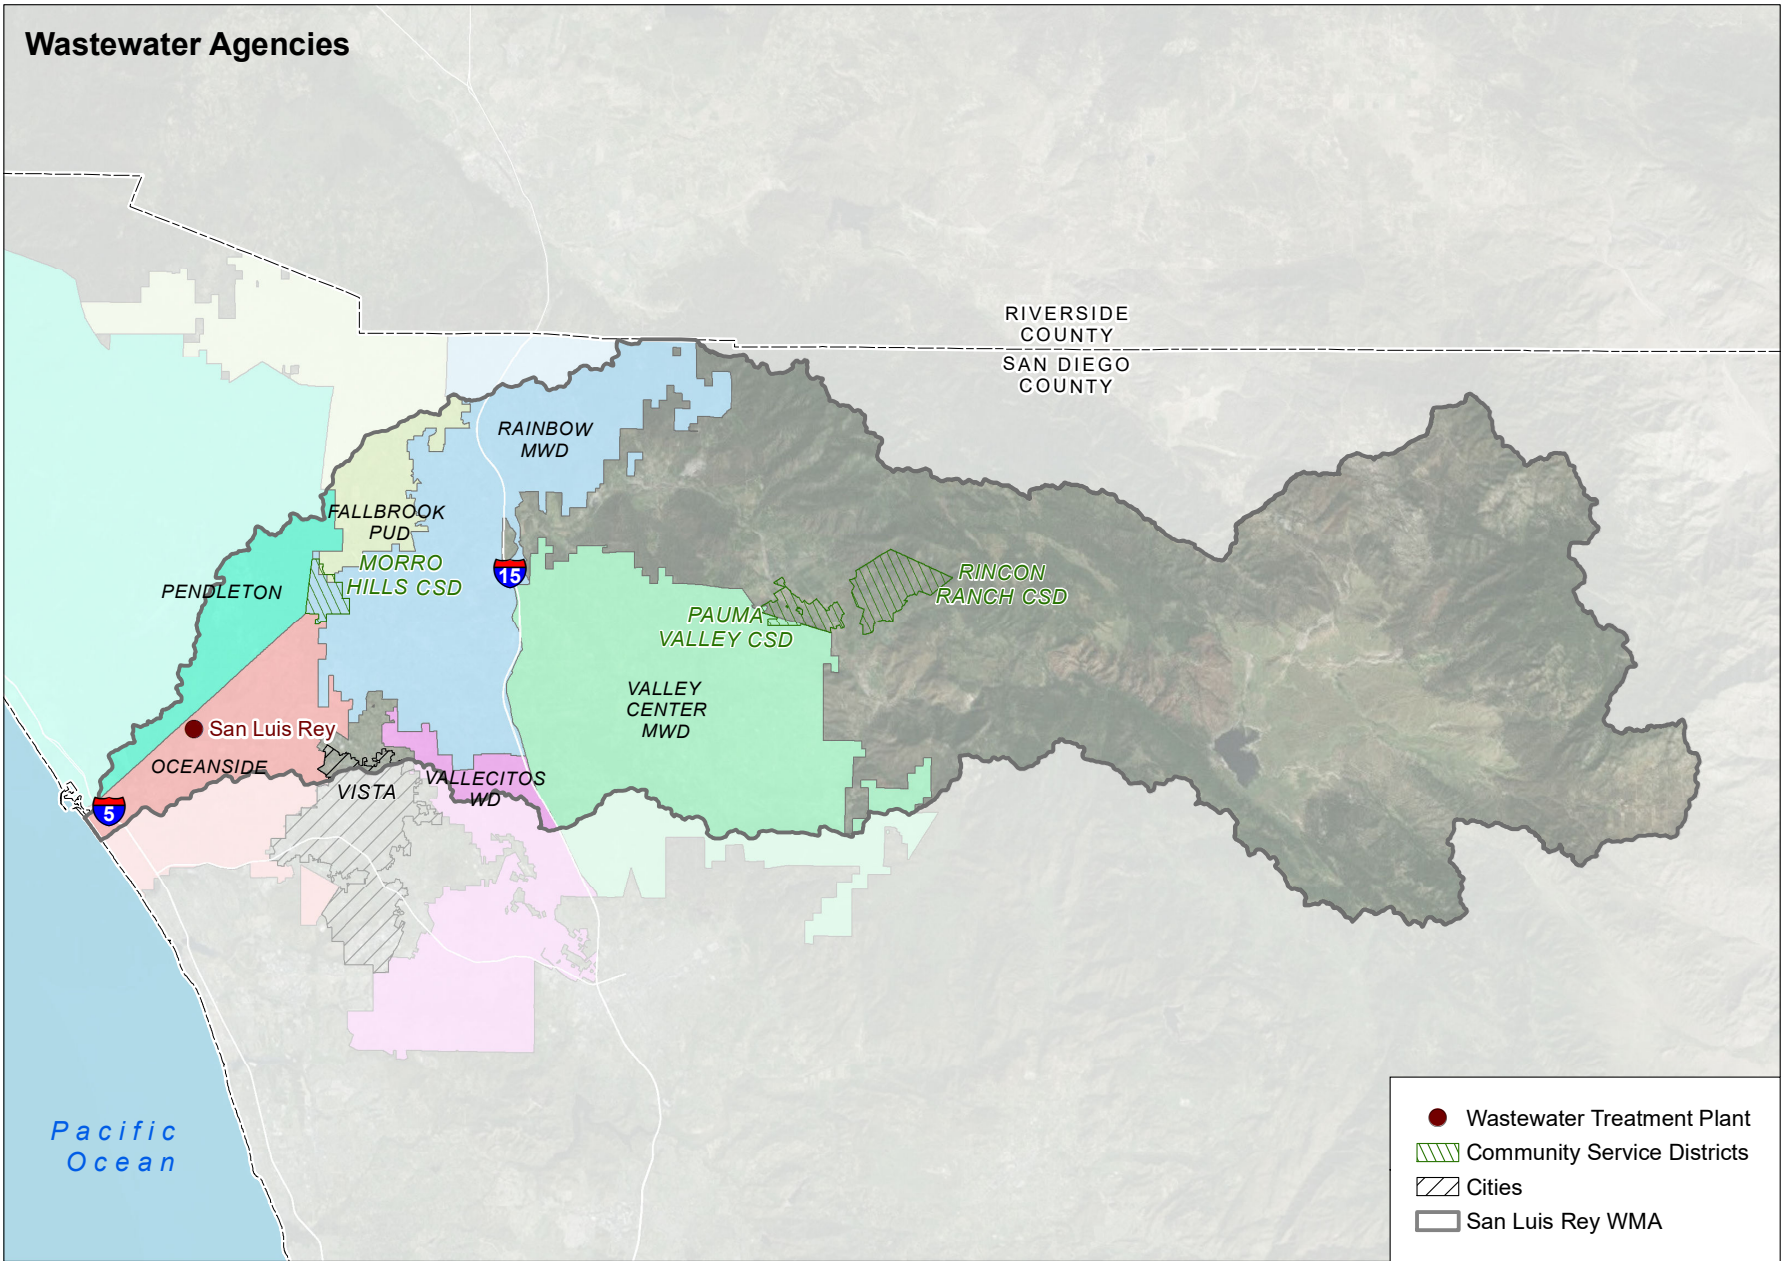 Wastewater Agencies
RIVERSIDE
COUNTY
SAN DIEGO
COUNTY
RAINBOW
MWD
FALLBROOK
PUD
MORRO
HILLS CSD
15
PENDLETON
RINCON
RANCH CSD
PAUMA
VALLEY CSD
VALLEY
CENTER
MWD
San Luis Rey
OCEANSIDE
VALLECITOS
WD
VISTA
5
Pacific
Ocean
Wastewater Treatment Plant
Community Service Districts
Cities
San Luis Rey WMA